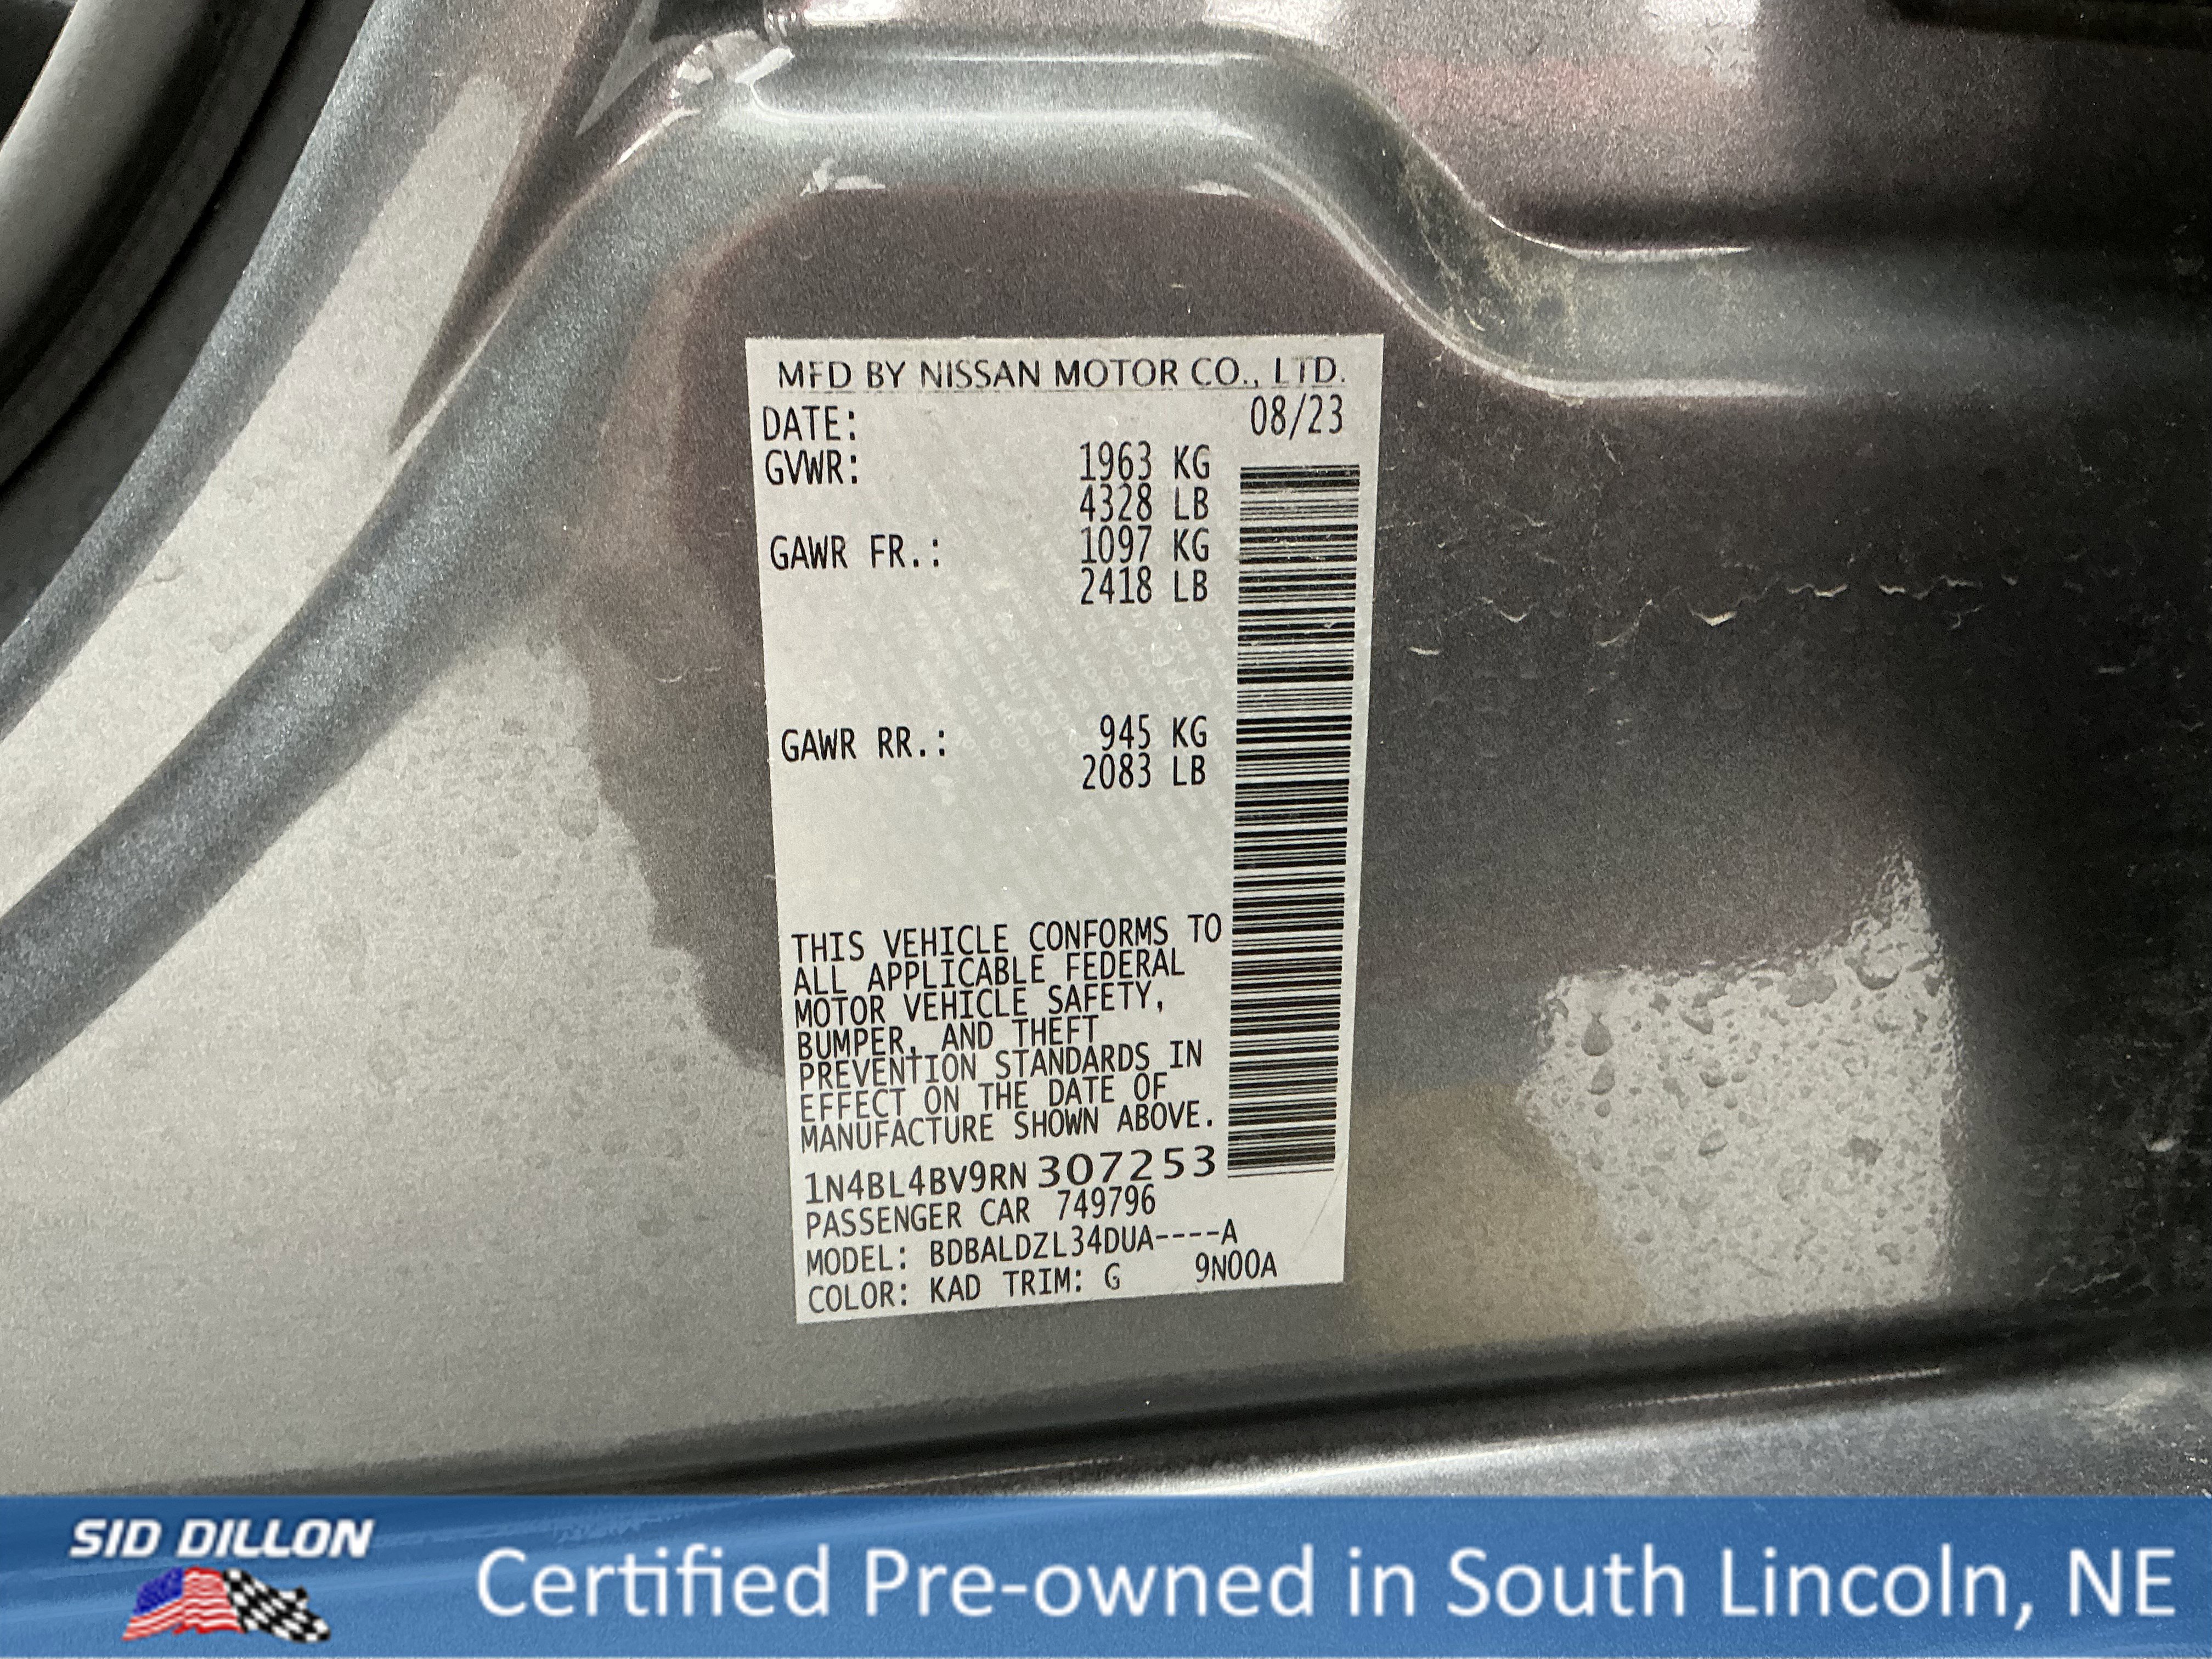 MFD BY NISSAN MOTOR CO., LTD.
DATE: 08/23
GVWR: 1963 KG
4328 LB
GAWR FR.: 1097 KG
2418 LB
GAWR RR.: 945 KG
2083 LB
THIS VEHICLE CONFORMS TO
ALL APPLICABLE FEDERAL
MOTOR VEHICLE SAFETY,
BUMPER, AND THEFT
PREVENTION STANDARDS IN
EFFECT ON THE DATE OF
MANUFACTURE SHOWN ABOVE.
1N4BL4BV9RN 307253
PASSENGER CAR 749796
MODEL: BDBALDZL34DUA----A
COLOR: KAD TRIM: G 9N00A
SID DILLON
Certified Pre-owned in South Lincoln, NE